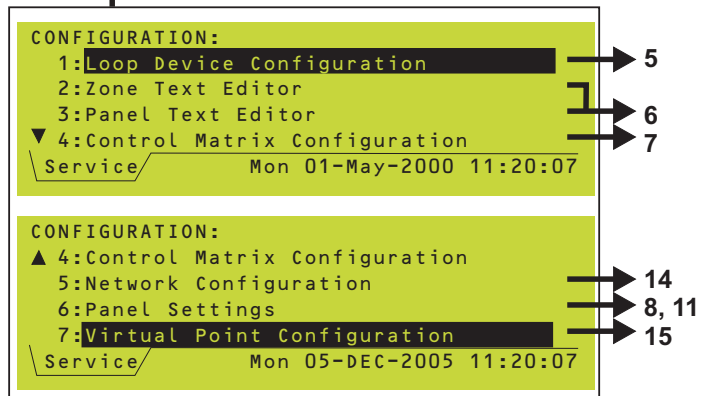 CONFIGURATION:
1:Loop Device Configuration
5
2:Zone Text Editor
3:Panel Text Editor
6
▼ 4:Control Matrix Configuration
7
Service Mon 01-May-2000 11:20:07
CONFIGURATION:
▲ 4:Control Matrix Configuration
5:Network Configuration
14
6:Panel Settings
8, 11
7:Virtual Point Configuration
15
Service Mon 05-DEC-2005 11:20:07